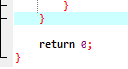 }
}
return 0;
}